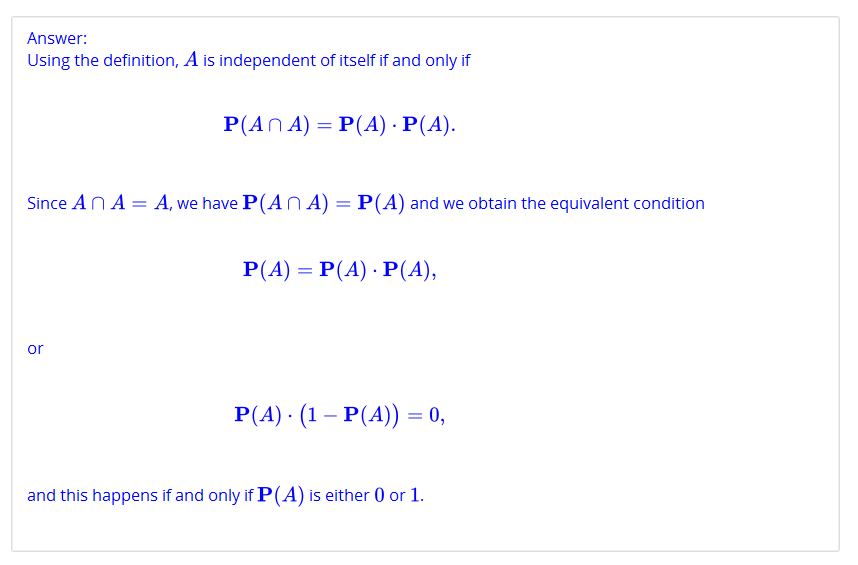 Answer:
Using the definition, A is independent of itself if and only if
P(A ∩ A) = P(A) · P(A).
Since A ∩ A = A, we have P(A ∩ A) = P(A) and we obtain the equivalent condition
P(A) = P(A) · P(A),
or
P(A) · (1 − P(A)) = 0,
and this happens if and only if P(A) is either 0 or 1.